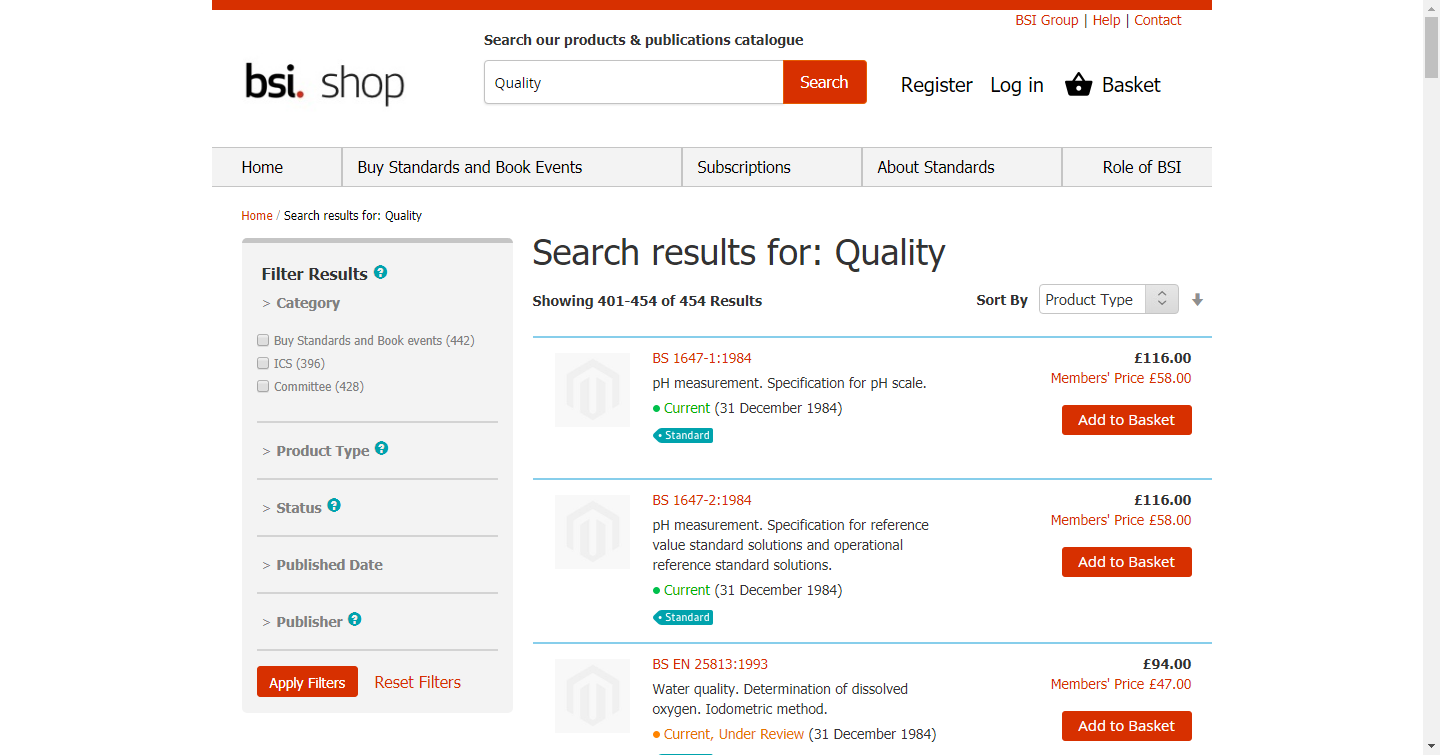 BSI Group | Help | Contact
Search our products & publications catalogue
bsi. shop
Quality
Search
Register
Log in
Basket
Home
Buy Standards and Book Events
Subscriptions
About Standards
Role of BSI
Home / Search results for: Quality
Filter Results ?
> Category
Buy Standards and Book events (442)
ICS (396)
Committee (428)
> Product Type ?
> Status ?
> Published Date
> Publisher ?
Apply Filters
Reset Filters
Search results for: Quality
Showing 401-454 of 454 Results
Sort By
Product Type
BS 1647-1:1984
£116.00
pH measurement. Specification for pH scale.
Members' Price £58.00
Current (31 December 1984)
Add to Basket
Standard
BS 1647-2:1984
£116.00
pH measurement. Specification for reference
value standard solutions and operational
reference standard solutions.
Members' Price £58.00
Current (31 December 1984)
Add to Basket
Standard
BS EN 25813:1993
£94.00
Water quality. Determination of dissolved
oxygen. Iodometric method.
Members' Price £47.00
Current, Under Review (31 December 1984)
Add to Basket